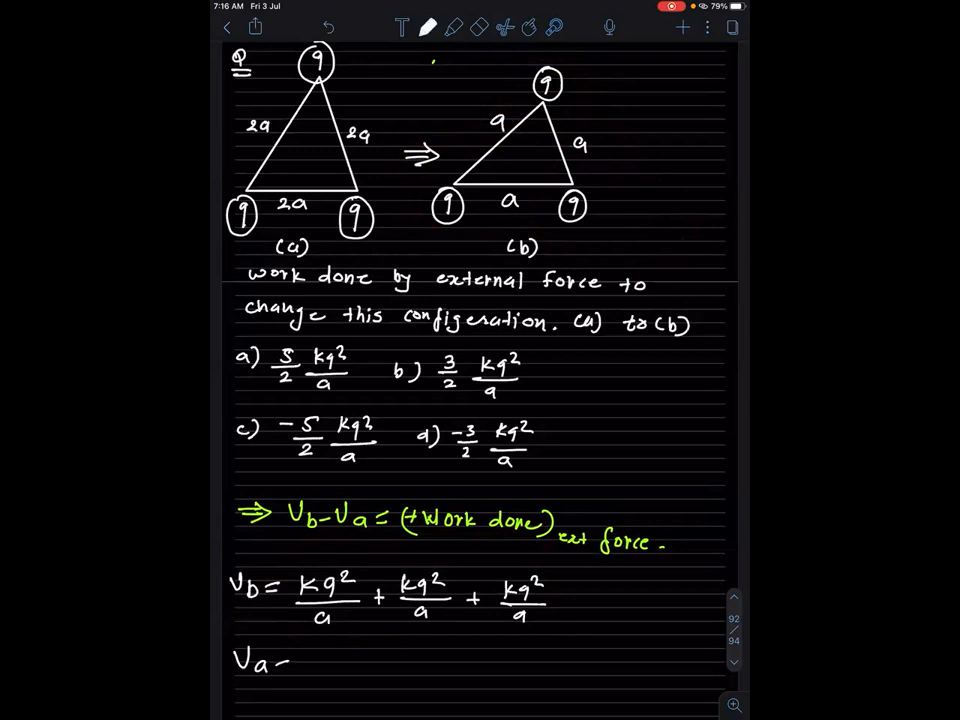 7:16 AM Fri 3 Jul 79%
Q
q q
2a 2a a a
q 2a q q a q
(a) (b)
work done by external force to
change this configeration. (a) to (b)
a) 5/2 kq²/a b) 3/2 kq²/a
c) -5/2 kq²/a d) -3/2 kq²/a
⇒ Ub-Ua = (+work done)ext force.
Ub = kq²/a + kq²/a + kq²/a
Ua -
92/94